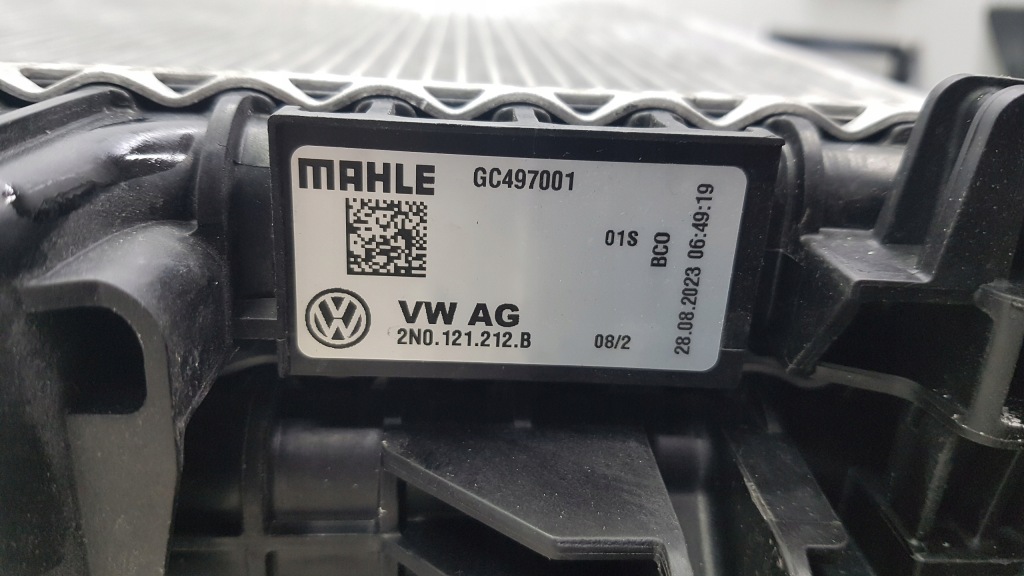 MAHLE GC497001
01S
BCO
28.08.2023 06:49:19
VW AG
2N0.121.212.B
08/2